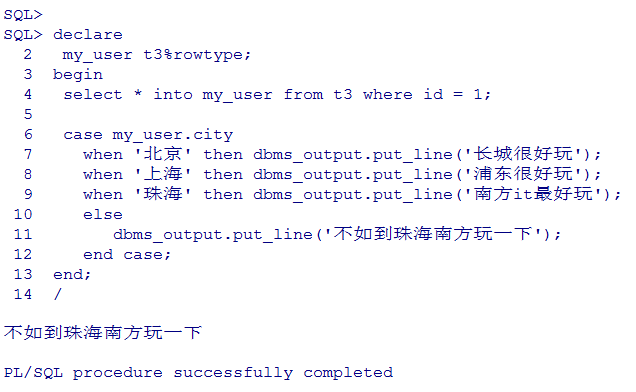 SQL>
SQL> declare
  2   my_user t3%rowtype;
  3  begin
  4   select * into my_user from t3 where id = 1;
  5
  6   case my_user.city
  7     when '北京' then dbms_output.put_line('长城很好玩');
  8     when '上海' then dbms_output.put_line('浦东很好玩');
  9     when '珠海' then dbms_output.put_line('南方it最好玩');
 10     else
 11        dbms_output.put_line('不如到珠海南方玩一下');
 12     end case;
 13  end;
 14  /
不如到珠海南方玩一下
PL/SQL procedure successfully completed